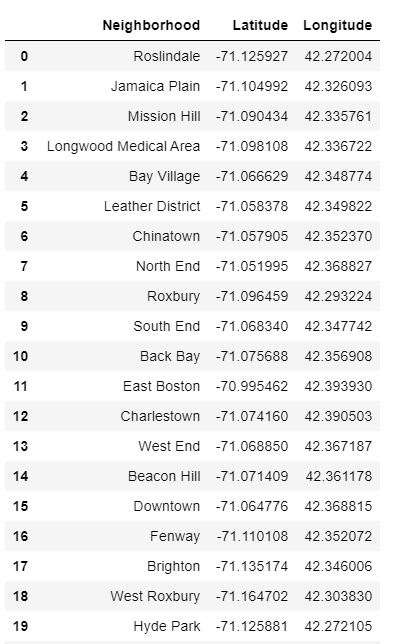 Neighborhood Latitude Longitude
0 Roslindale -71.125927 42.272004
1 Jamaica Plain -71.104992 42.326093
2 Mission Hill -71.090434 42.335761
3 Longwood Medical Area -71.098108 42.336722
4 Bay Village -71.066629 42.348774
5 Leather District -71.058378 42.349822
6 Chinatown -71.057905 42.352370
7 North End -71.051995 42.368827
8 Roxbury -71.096459 42.293224
9 South End -71.068340 42.347742
10 Back Bay -71.075688 42.356908
11 East Boston -70.995462 42.393930
12 Charlestown -71.074160 42.390503
13 West End -71.068850 42.367187
14 Beacon Hill -71.071409 42.361178
15 Downtown -71.064776 42.368815
16 Fenway -71.110108 42.352072
17 Brighton -71.135174 42.346006
18 West Roxbury -71.164702 42.303830
19 Hyde Park -71.125881 42.272105